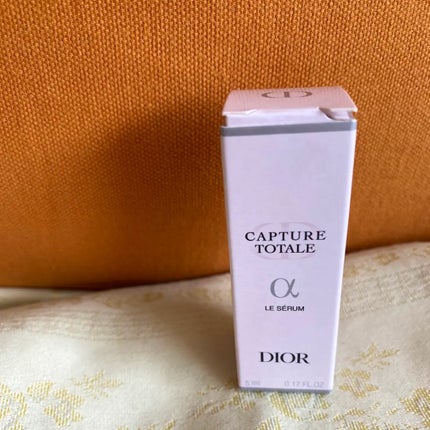 CAPTURE
TOTALE
α
LE SÉRUM
DIOR
5 ml 0.17 FL.OZ